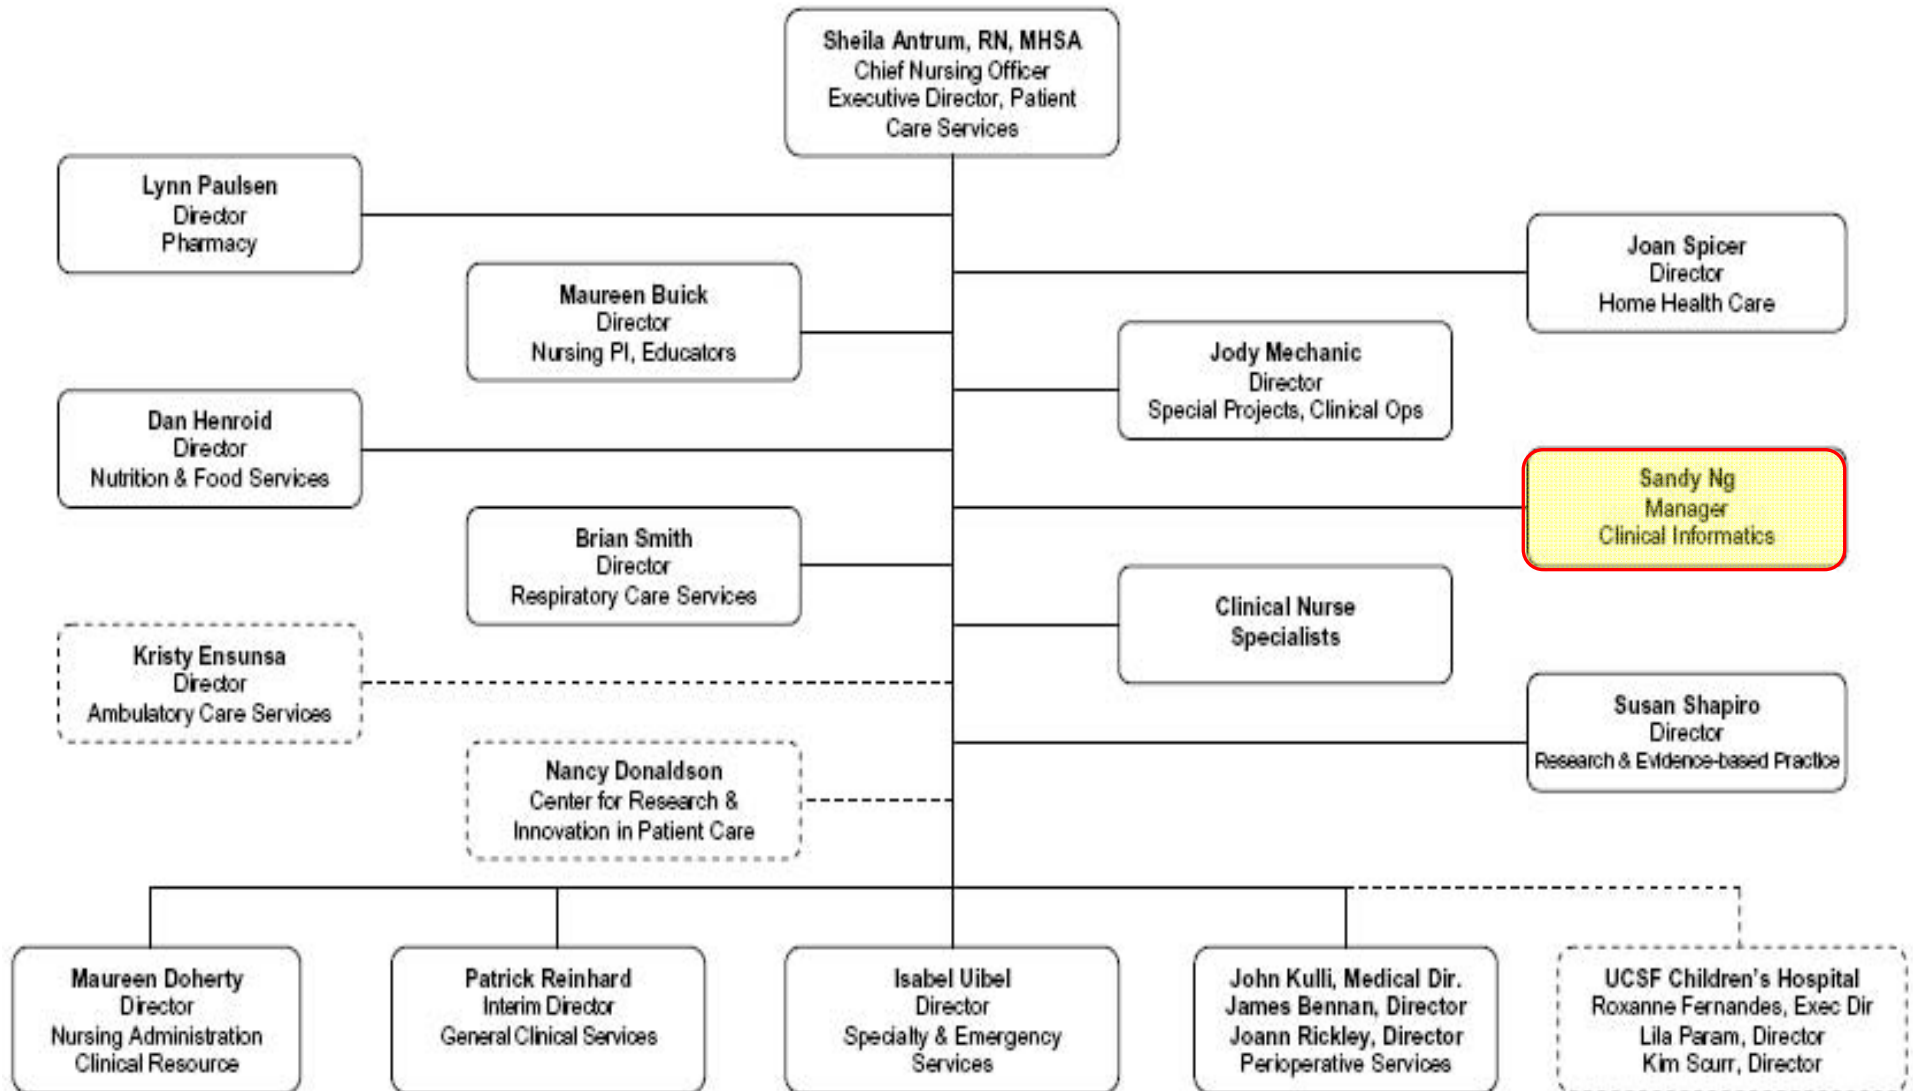 Sheila Antrum, RN, MHSA
Chief Nursing Officer
Executive Director, Patient
Care Services
Lynn Paulsen
Director
Pharmacy
Joan Spicer
Director
Home Health Care
Maureen Buick
Director
Nursing PI, Educators
Jody Mechanic
Director
Special Projects, Clinical Ops
Dan Henroid
Director
Nutrition & Food Services
Sandy Ng
Manager
Clinical Informatics
Brian Smith
Director
Respiratory Care Services
Clinical Nurse
Specialists
Kristy Ensunsa
Director
Ambulatory Care Services
Susan Shapiro
Director
Research & Evidence-based Practice
Nancy Donaldson
Center for Research &
Innovation in Patient Care
Maureen Doherty
Director
Nursing Administration
Clinical Resource
Patrick Reinhard
Interim Director
General Clinical Services
Isabel Uibel
Director
Specialty & Emergency
Services
John Kulli, Medical Dir.
James Bennan, Director
Joann Rickley, Director
Perioperative Services
UCSF Children's Hospital
Roxanne Fernandes, Exec Dir
Lila Param, Director
Kim Scurr, Director